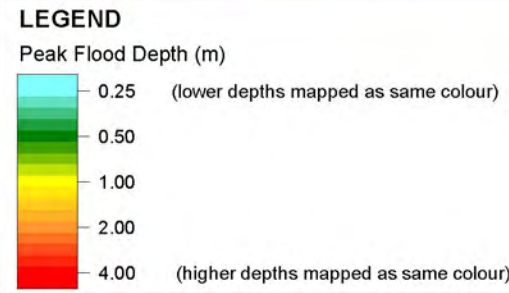 LEGEND
Peak Flood Depth (m)
0.25 (lower depths mapped as same colour)
0.50
1.00
2.00
4.00 (higher depths mapped as same colour)